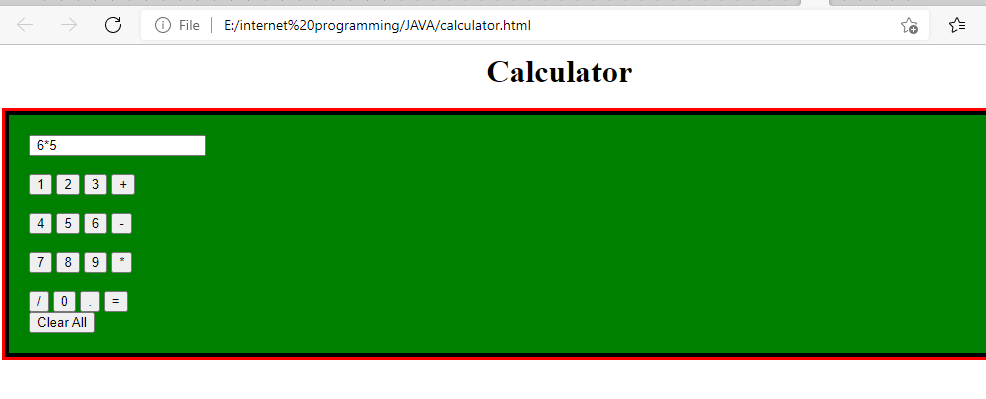 File | E:/internet%20programming/JAVA/calculator.html
Calculator
6*5
1 2 3 +
4 5 6 -
7 8 9 *
/ 0 . =
Clear All